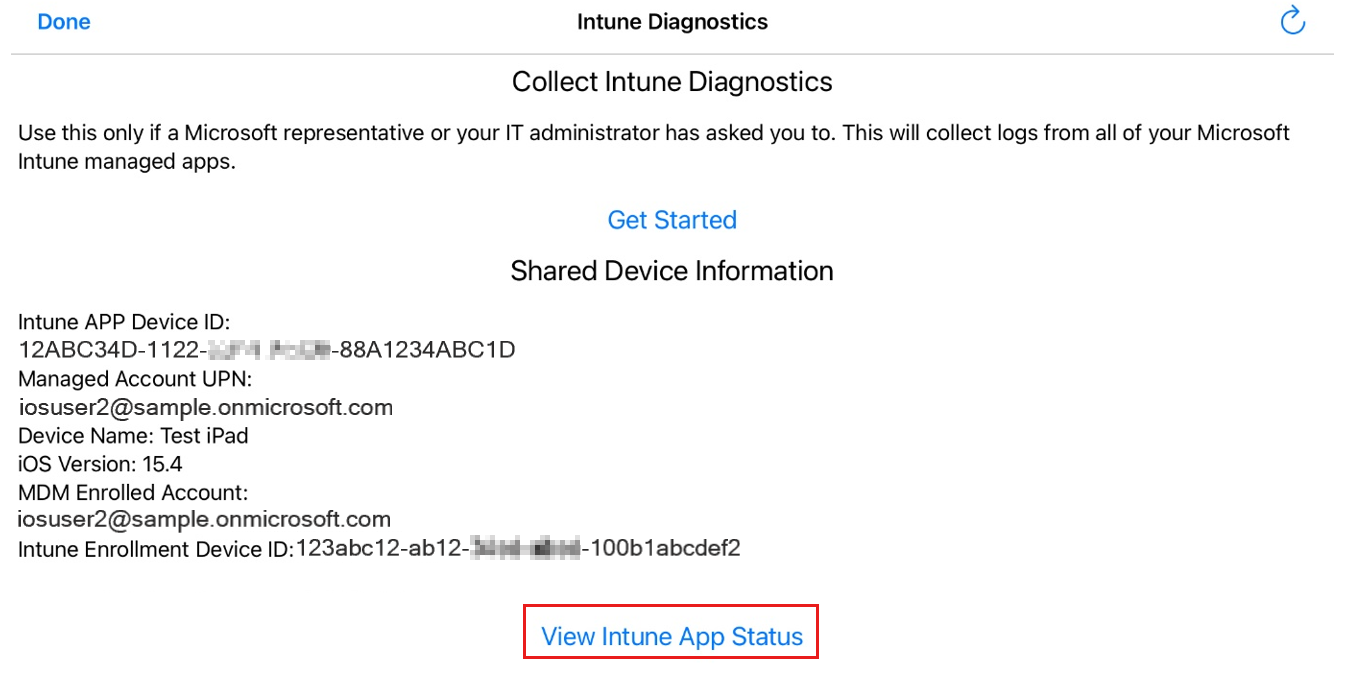 Done
Intune Diagnostics
Collect Intune Diagnostics
Use this only if a Microsoft representative or your IT administrator has asked you to. This will collect logs from all of your Microsoft
Intune managed apps.
Get Started
Shared Device Information
Intune APP Device ID:
12ABC34D-1122- -88A1234ABC1D
Managed Account UPN:
iosuser2@sample.onmicrosoft.com
Device Name: Test iPad
iOS Version: 15.4
MDM Enrolled Account:
iosuser2@sample.onmicrosoft.com
Intune Enrollment Device ID:123abc12-ab12- -100b1abcdef2
View Intune App Status